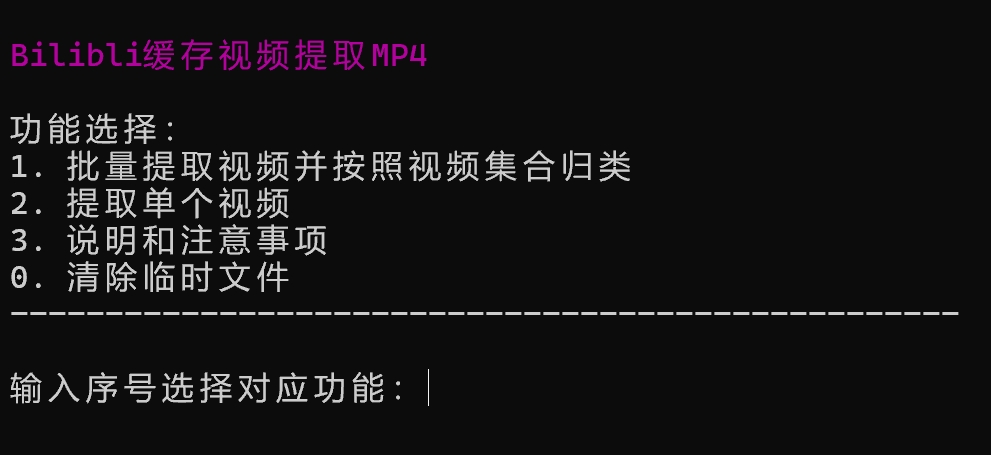 Bilibli缓存视频提取MP4
功能选择:
1. 批量提取视频并按照视频集合归类
2. 提取单个视频
3. 说明和注意事项
0. 清除临时文件
--------------------------------------------------
输入序号选择对应功能: